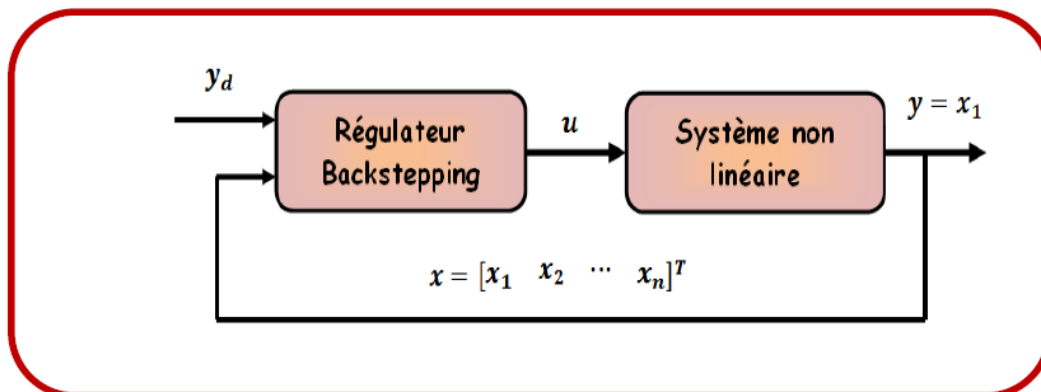 y_d
Régulateur
Backstepping
u
Système non
linéaire
y = x_1
x = [x_1 x_2 ⋯ x_n]^T